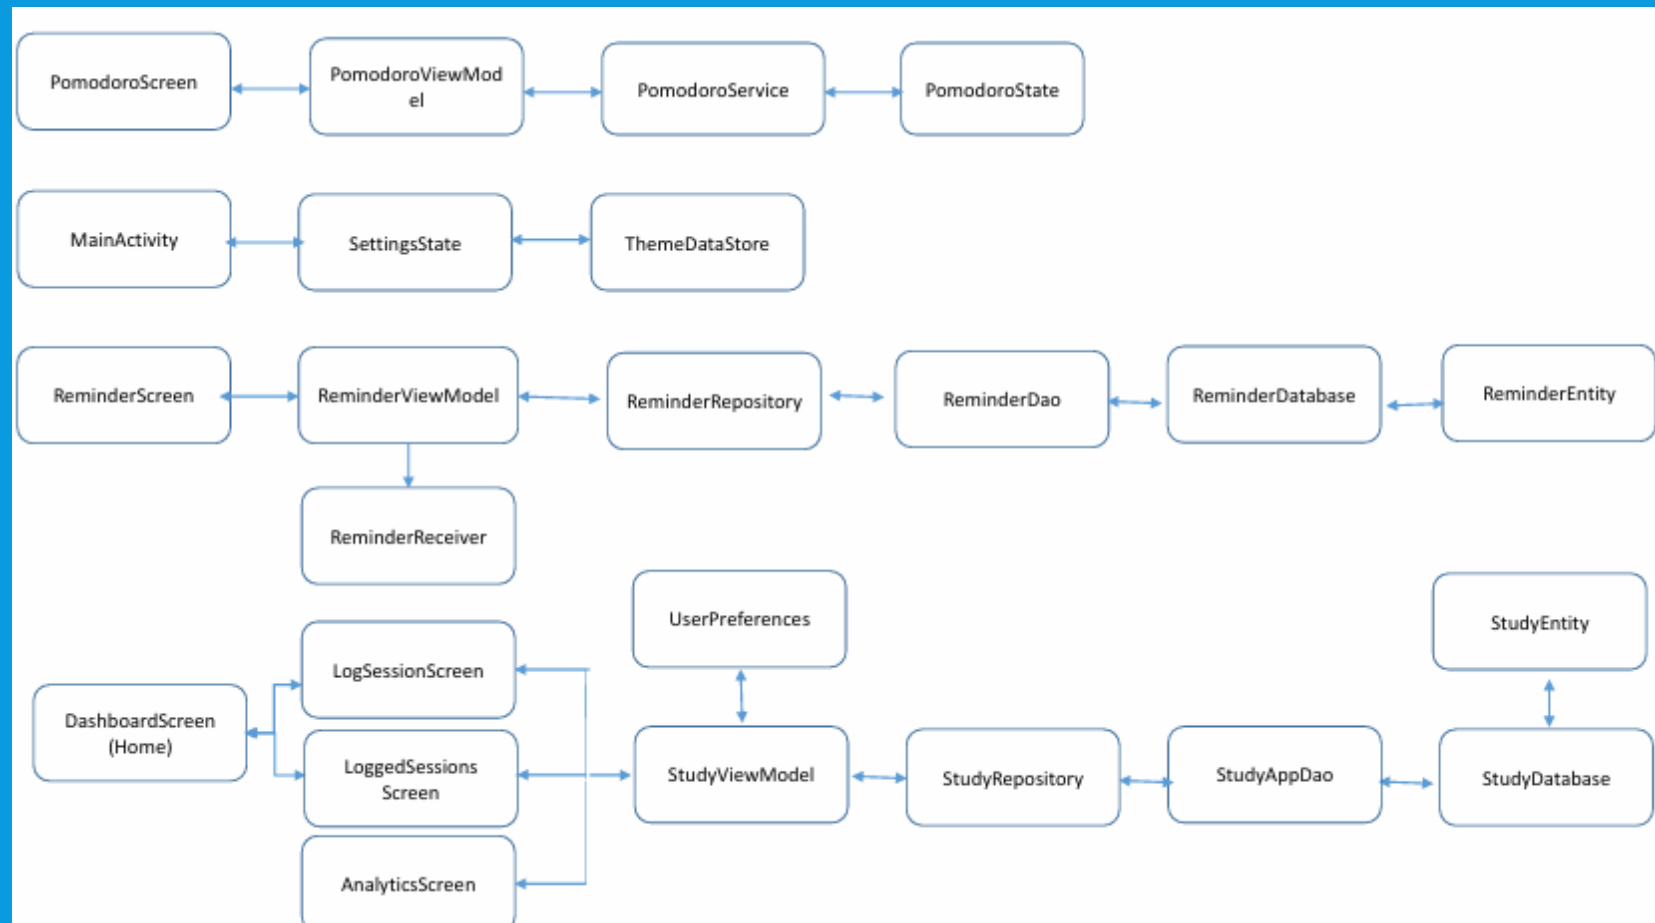 PomodoroScreen
PomodoroViewMod
el
PomodoroService
PomodoroState
MainActivity
SettingsState
ThemeDataStore
ReminderScreen
ReminderViewModel
ReminderRepository
ReminderDao
ReminderDatabase
ReminderEntity
ReminderReceiver
UserPreferences
StudyEntity
LogSessionScreen
DashboardScreen
(Home)
LoggedSessions
Screen
StudyViewModel
StudyRepository
StudyAppDao
StudyDatabase
AnalyticsScreen